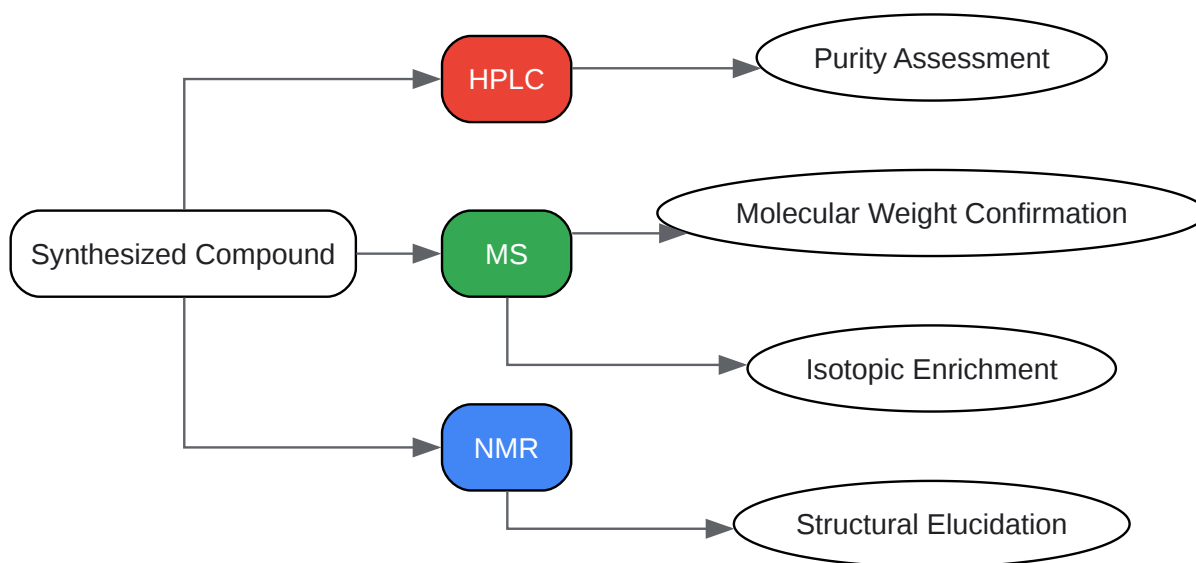 HPLC
Purity Assessment
Synthesized Compound
MS
Molecular Weight Confirmation
Isotopic Enrichment
NMR
Structural Elucidation